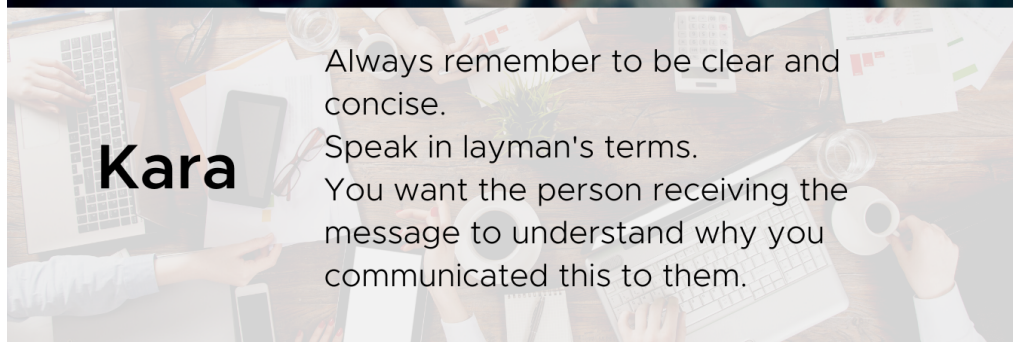 Kara
Always remember to be clear and
concise.
Speak in layman's terms.
You want the person receiving the
message to understand why you
communicated this to them.